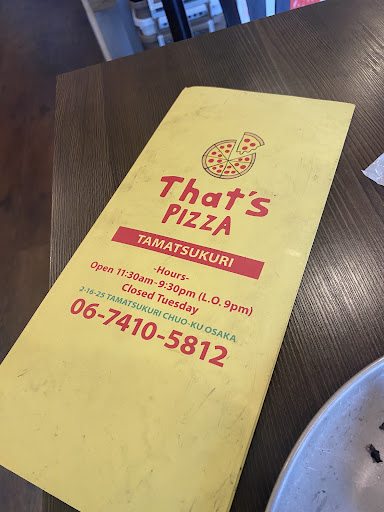 That's
PIZZA
TAMATSUKURI
-Hours-
Open 11:30am-9:30pm (L.O. 9pm)
Closed Tuesday
2-16-25 TAMATSUKURI CHUO-KU OSAKA
06-7410-5812